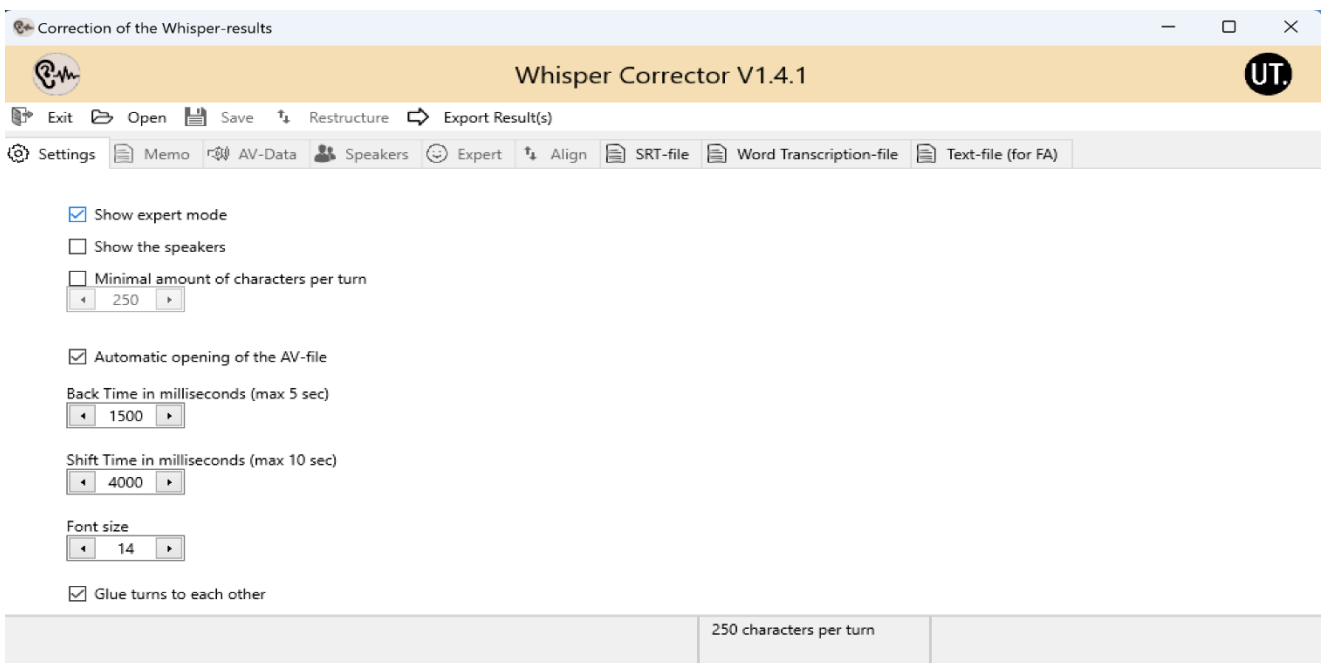 Correction of the Whisper-results
Whisper Corrector V1.4.1
UT.
Exit Open Save Restructure Export Result(s)
Settings Memo AV-Data Speakers Expert Align SRT-file Word Transcription-file Text-file (for FA)
Show expert mode
Show the speakers
Minimal amount of characters per turn
250
Automatic opening of the AV-file
Back Time in milliseconds (max 5 sec)
1500
Shift Time in milliseconds (max 10 sec)
4000
Font size
14
Glue turns to each other
250 characters per turn